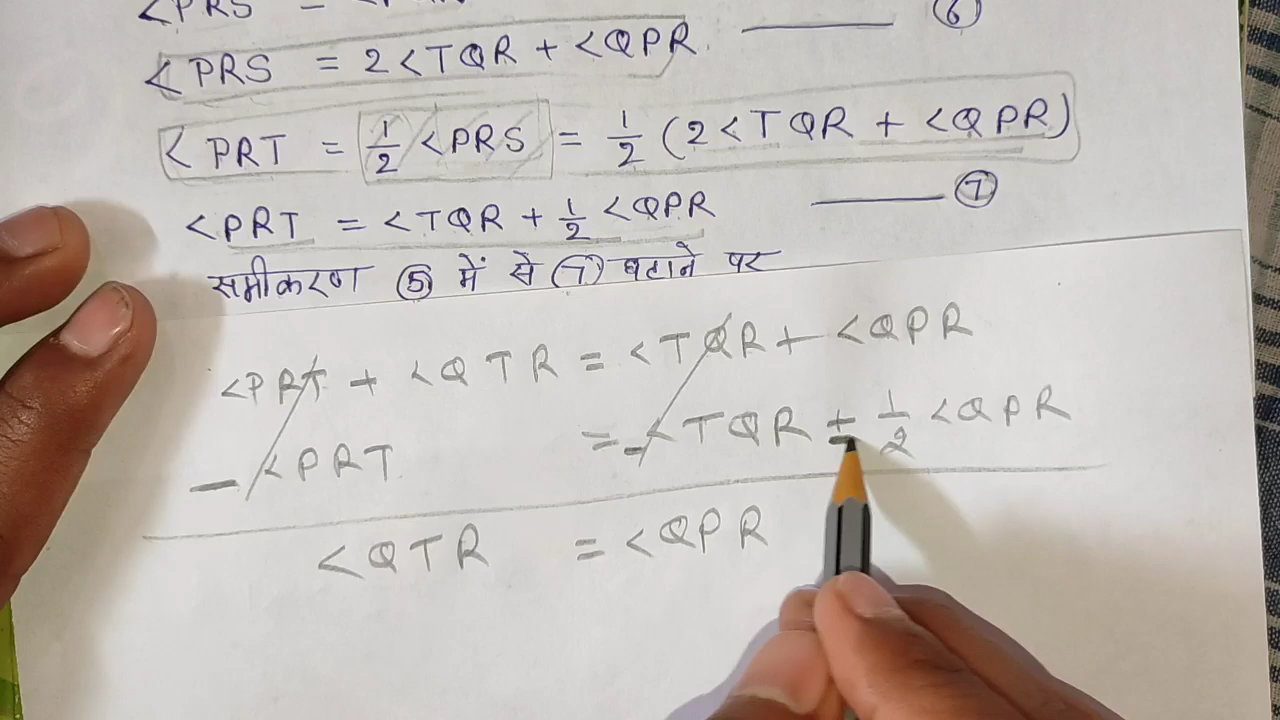 <PRS =
<PRS = 2<TQR + <QPR. ——— ⑥
<PRT = 1/2 <PRS = 1/2 (2<TQR + <QPR)
<PRT = <TQR + 1/2 <QPR ——— ⑦
समीकरण ⑤ में से ⑦ घटाने पर
<PRT + <QTR = <TQR + <QPR
- <PRT = - <TQR ± 1/2 <QPR
<QTR = <QPR